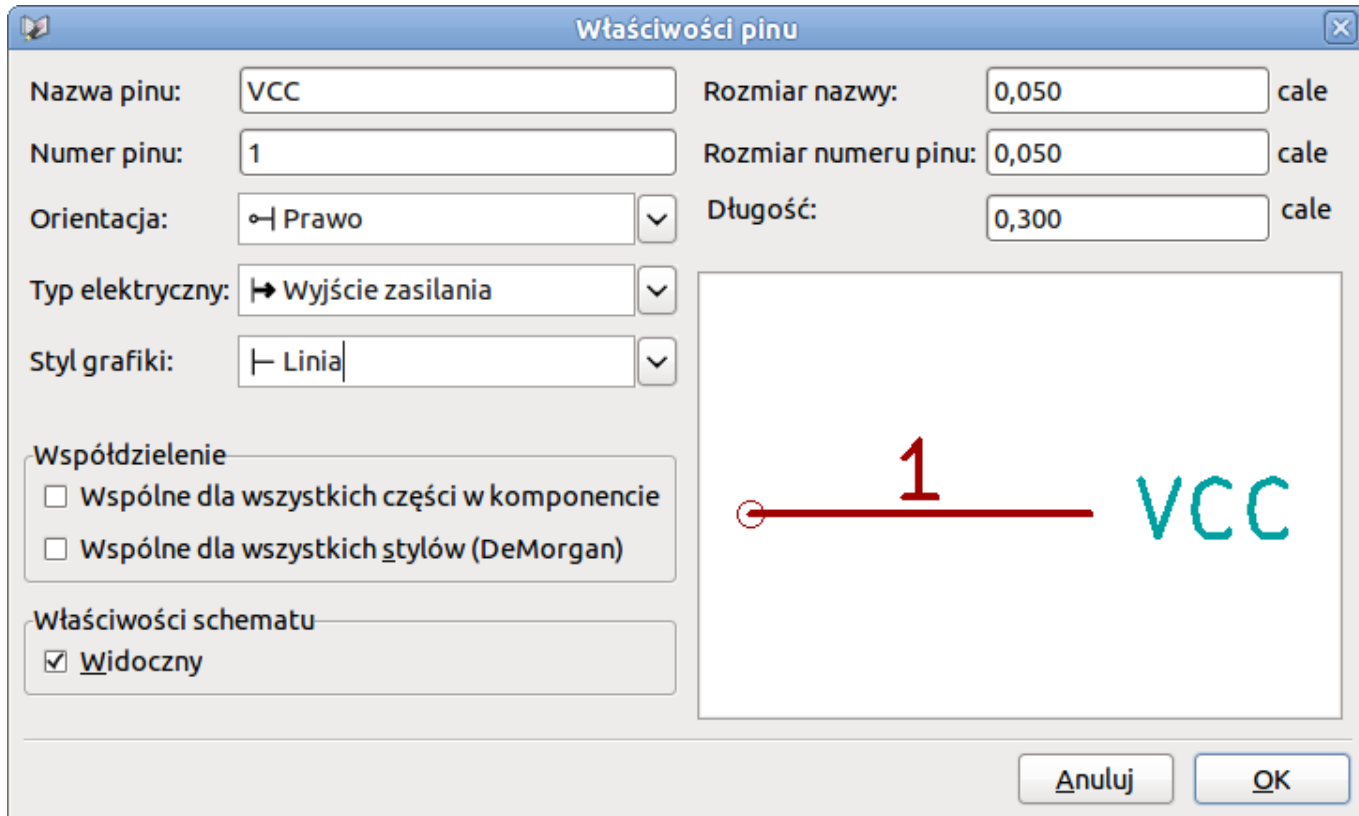 Właściwości pinu
Nazwa pinu: VCC
Rozmiar nazwy: 0,050 cale
Numer pinu: 1
Rozmiar numeru pinu: 0,050 cale
Orientacja: Prawo
Długość: 0,300 cale
Typ elektryczny: Wyjście zasilania
Styl grafiki: Linia
1
VCC
Współdzielenie
Wspólne dla wszystkich części w komponencie
Wspólne dla wszystkich stylów (DeMorgan)
Właściwości schematu
Widoczny
Anuluj
OK